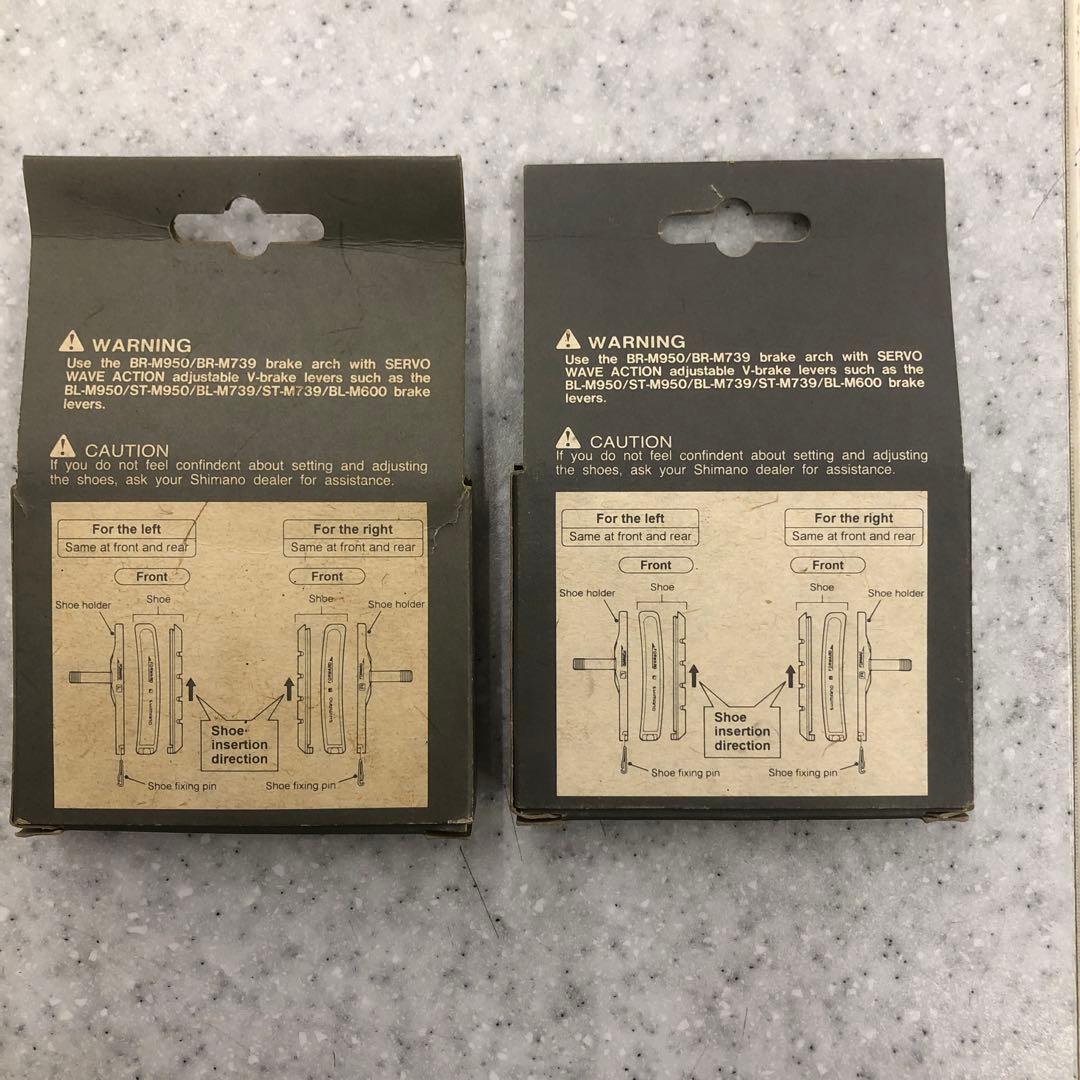 WARNING
Use the BR-M950/BR-M739 brake arch with SERVO
WAVE ACTION adjustable V-brake levers such as the
BL-M950/ST-M950/BL-M739/ST-M739/BL-M600 brake
levers.
CAUTION
If you do not feel confindent about setting and adjusting
the shoes, ask your Shimano dealer for assistance.
For the left
Same at front and rear
For the right
Same at front and rear
Front
Front
Shoe holder
Shoe
Shoe
Shoe holder
Shoe
insertion
direction
Shoe fixing pin
Shoe fixing pin
WARNING
Use the BR-M950/BR-M739 brake arch with SERVO
WAVE ACTION adjustable V-brake levers such as the
BL-M950/ST-M950/BL-M739/ST-M739/BL-M600 brake
levers.
CAUTION
If you do not feel confindent about setting and adjusting
the shoes, ask your Shimano dealer for assistance.
For the left
Same at front and rear
For the right
Same at front and rear
Front
Front
Shoe holder
Shoe
Shoe
Shoe holder
Shoe
insertion
direction
Shoe fixing pin
Shoe fixing pin